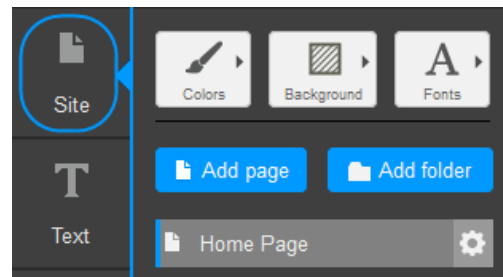 Site
Colors
Background
Fonts
Add page
Add folder
Text
Home Page